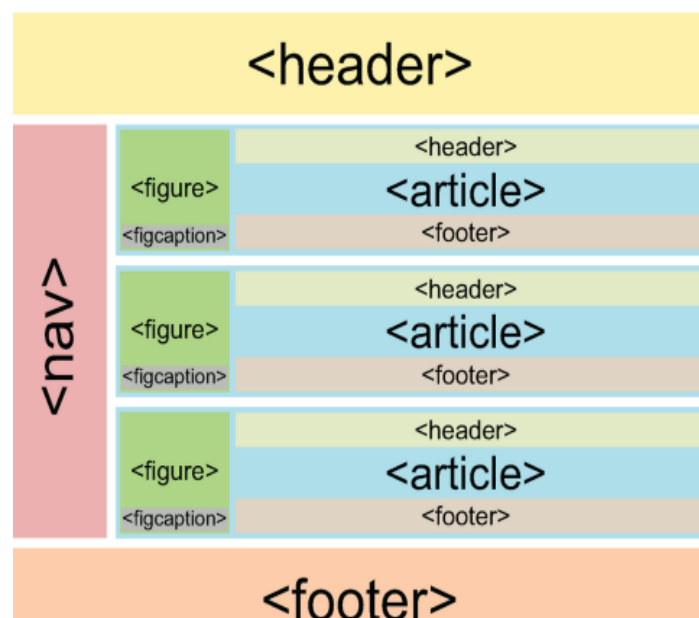 <header>
<nav>
<header>
<figure>
<article>
<figcaption>
<footer>
<header>
<figure>
<article>
<figcaption>
<footer>
<header>
<figure>
<article>
<figcaption>
<footer>
<footer>